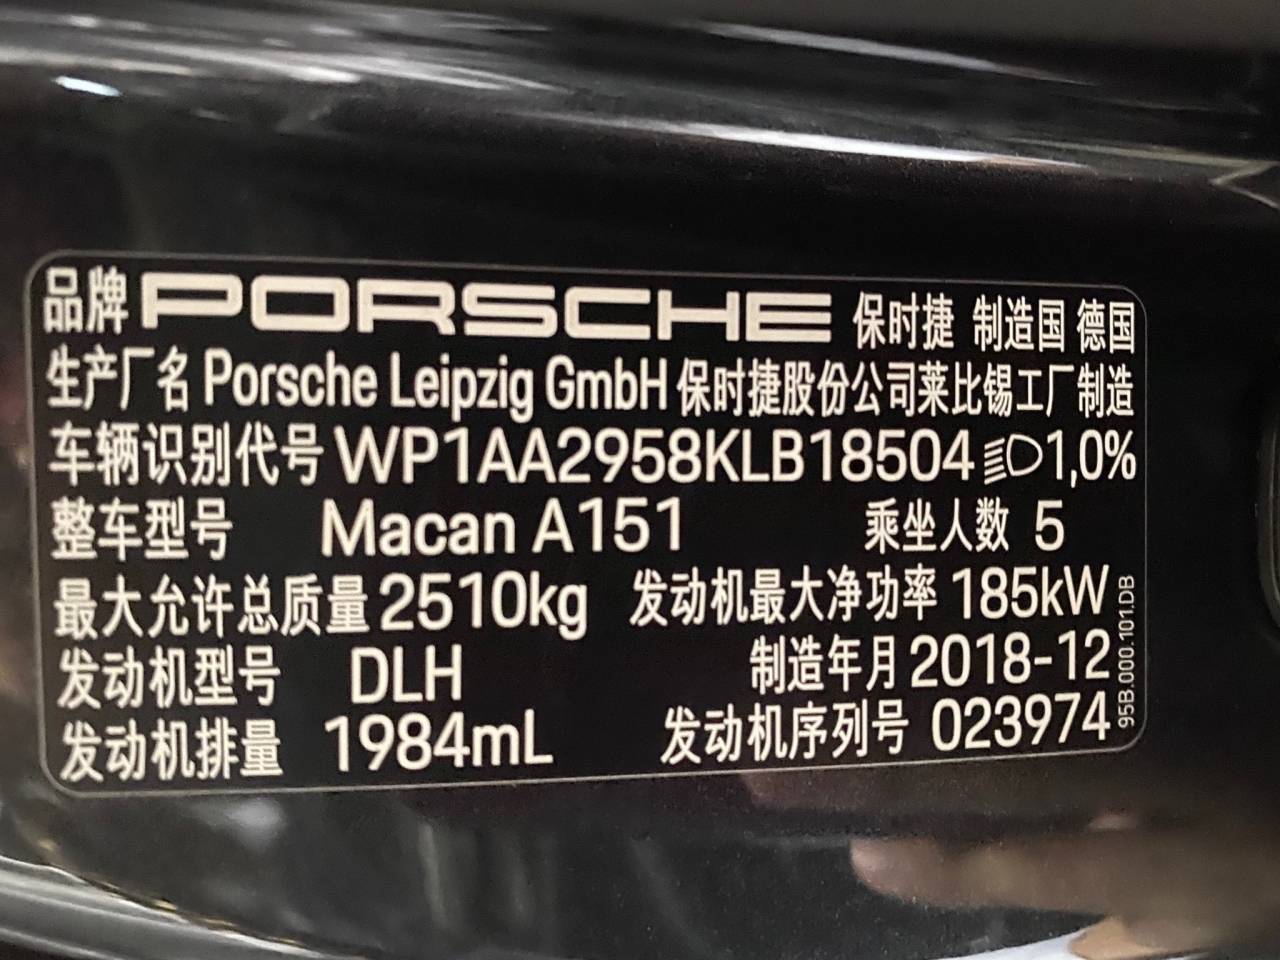 品牌 PORSCHE 保时捷 制造国 德国
生产厂名 Porsche Leipzig GmbH 保时捷股份公司莱比锡工厂制造
车辆识别代号 WP1AA2958KLB18504 1,0%
整车型号 Macan A151 乘坐人数 5
最大允许总质量 2510kg 发动机最大净功率 185kW
发动机型号 DLH 制造年月 2018-12
发动机排量 1984mL 发动机序列号 023974
95B.000.101.DB